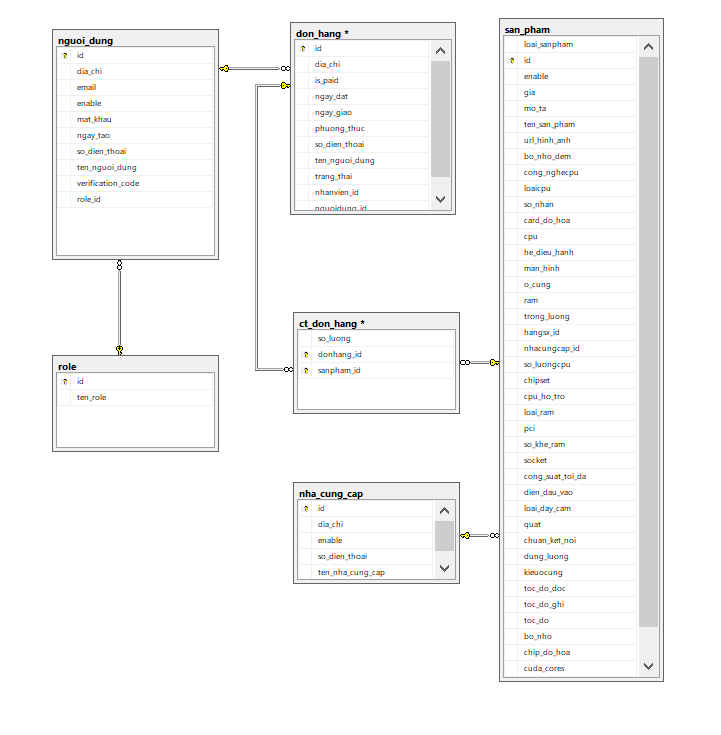 nguoi_dung
id
dia_chi
email
enable
mat_khau
ngay_tao
so_dien_thoai
ten_nguoi_dung
verification_code
role_id
don_hang *
id
dia_chi
is_paid
ngay_dat
ngay_giao
phuong_thuc
so_dien_thoai
ten_nguoi_dung
trang_thai
nhanvien_id
nguoidung_id
san_pham
loai_sanpham
id
enable
gia
mo_ta
ten_san_pham
url_hinh_anh
bo_nho_dem
cong_nghecpu
loaicpu
so_nhan
card_do_hoa
cpu
he_dieu_hanh
man_hinh
o_cung
ram
trong_luong
hangsx_id
nhacungcap_id
so_luongcpu
chipset
cpu_ho_tro
loai_ram
pci
so_khe_ram
socket
cong_suat_toi_da
dien_dau_vao
loai_day_cam
quat
chuan_ket_noi
dung_luong
kieuocung
toc_do_doc
toc_do_ghi
toc_do
bo_nho
chip_do_hoa
cuda_cores
role
id
ten_role
ct_don_hang *
so_luong
donhang_id
sanpham_id
nha_cung_cap
id
dia_chi
enable
so_dien_thoai
ten_nha_cung_cap